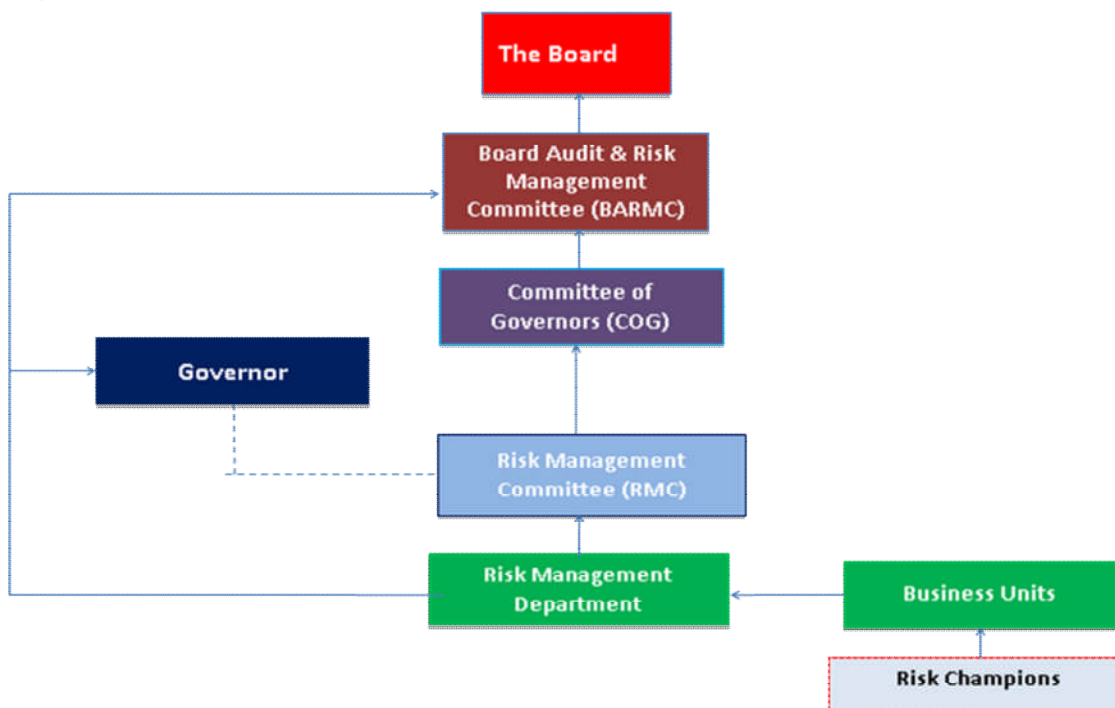 The Board
Board Audit & Risk
Management
Committee (BARMC)
Committee of
Governors (COG)
Governor
Risk Management
Committee (RMC)
Risk Management
Department
Business Units
Risk Champions